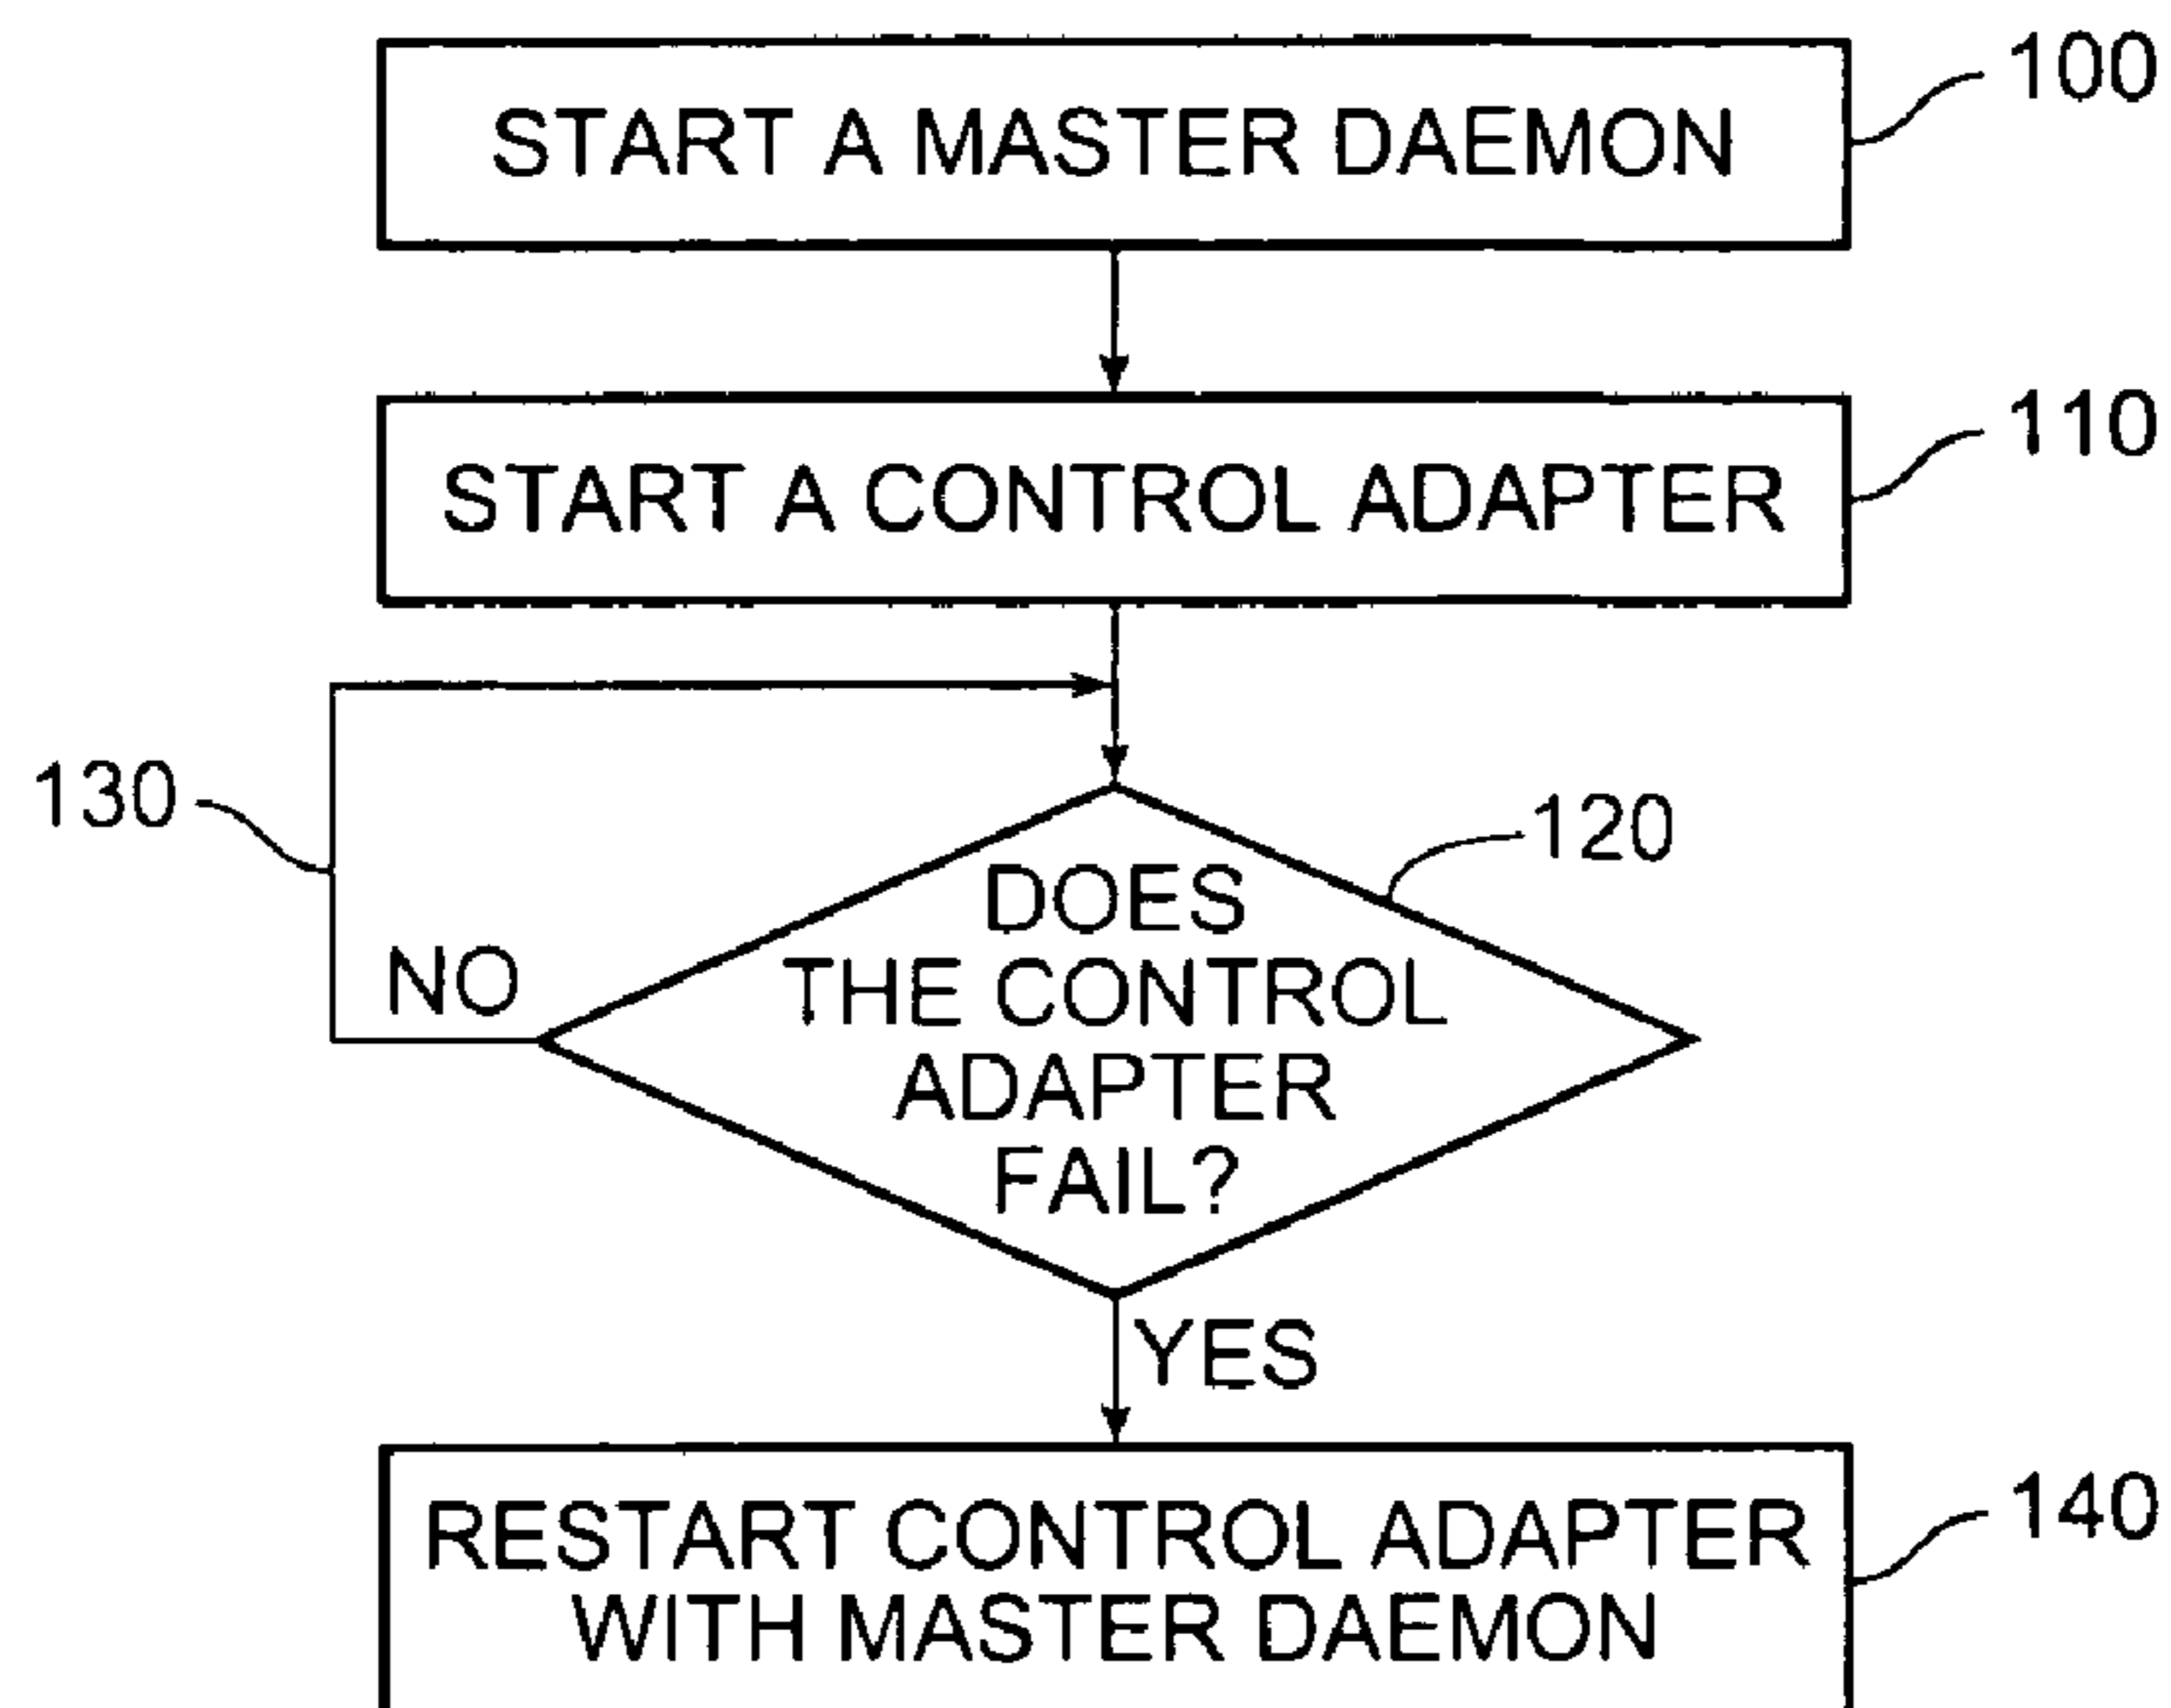 START A MASTER DAEMON
100
START A CONTROL ADAPTER
110
130
120
NO
DOES
THE CONTROL
ADAPTER
FAIL?
YES
RESTART CONTROL ADAPTER
WITH MASTER DAEMON
140